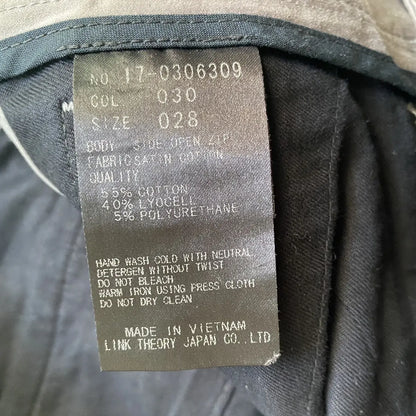 NO. 17-0306309
COL 030
SIZE 028
BODY SIDE OPEN ZIP
FABRIC SATIN COTTON
QUALITY
55% COTTON
40% LYOCELL
5% POLYURETHANE
HAND WASH COLD WITH NEUTRAL
DETERGEN WITHOUT TWIST
DO NOT BLEACH
WARM IRON USING PRESS CLOTH
DO NOT DRY CLEAN
MADE IN VIETNAM
LINK THEORY JAPAN CO., LTD